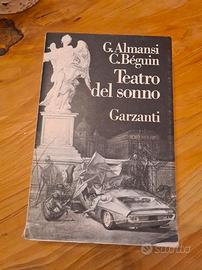 G. Almansi
C. Béguin
Teatro
del sonno
Garzanti
subito